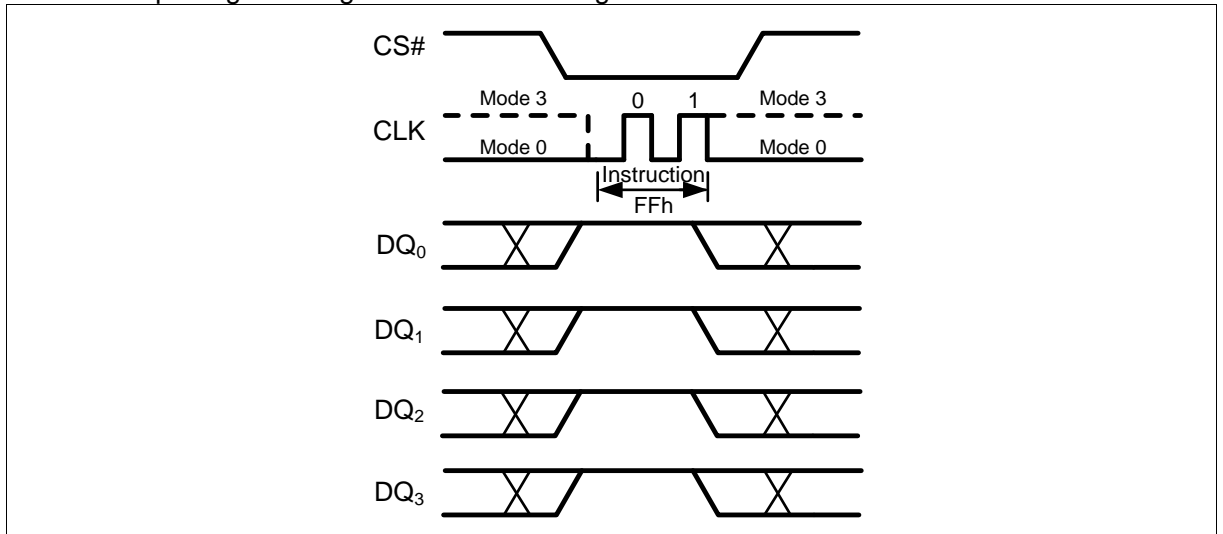 CS#
Mode 3 0 1 Mode 3
CLK
Mode 0 Mode 0
Instruction
FFh
DQ0
DQ1
DQ2
DQ3